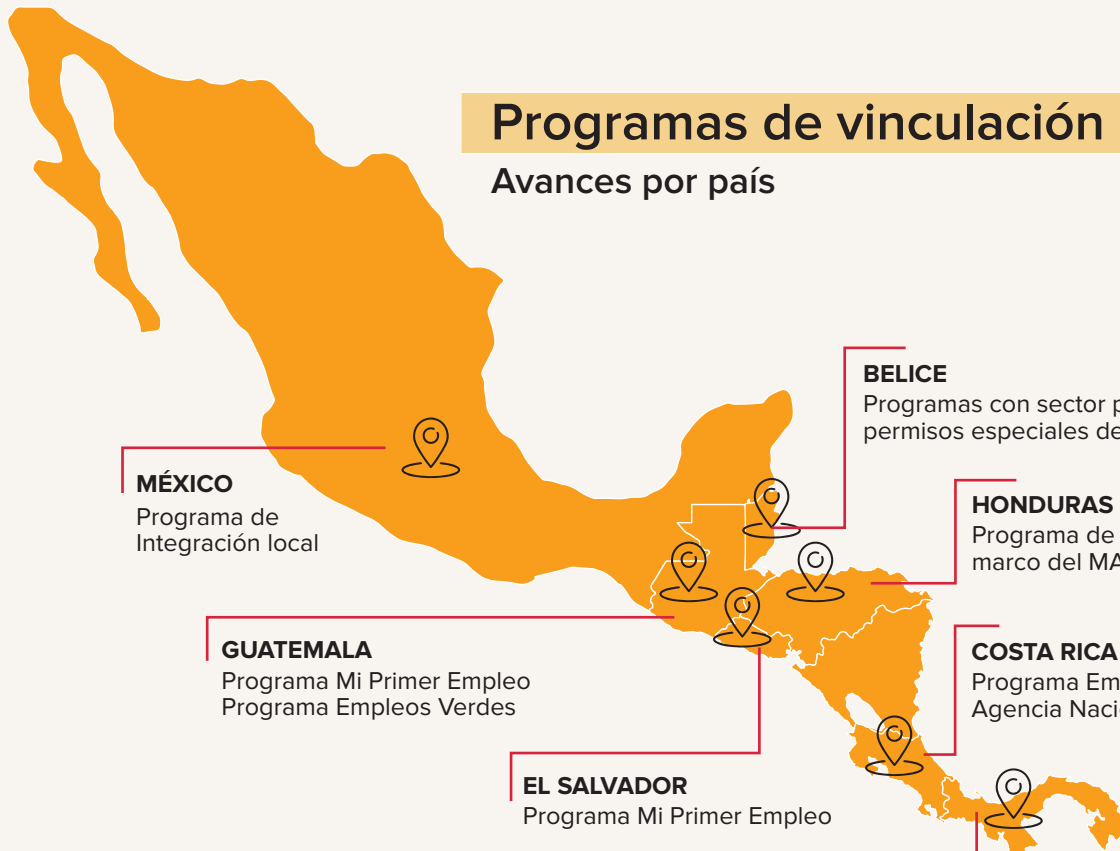 Programas de vinculación
Avances por país
BELICE
Programas con sector
permisos especiales de
MÉXICO
Programa de
Integración local
HONDURAS
Programa de
marco del
GUATEMALA
Programa Mi Primer Empleo
Programa Empleos Verdes
COSTA RICA
Programa
Agencia
EL SALVADOR
Programa Mi Primer Empleo